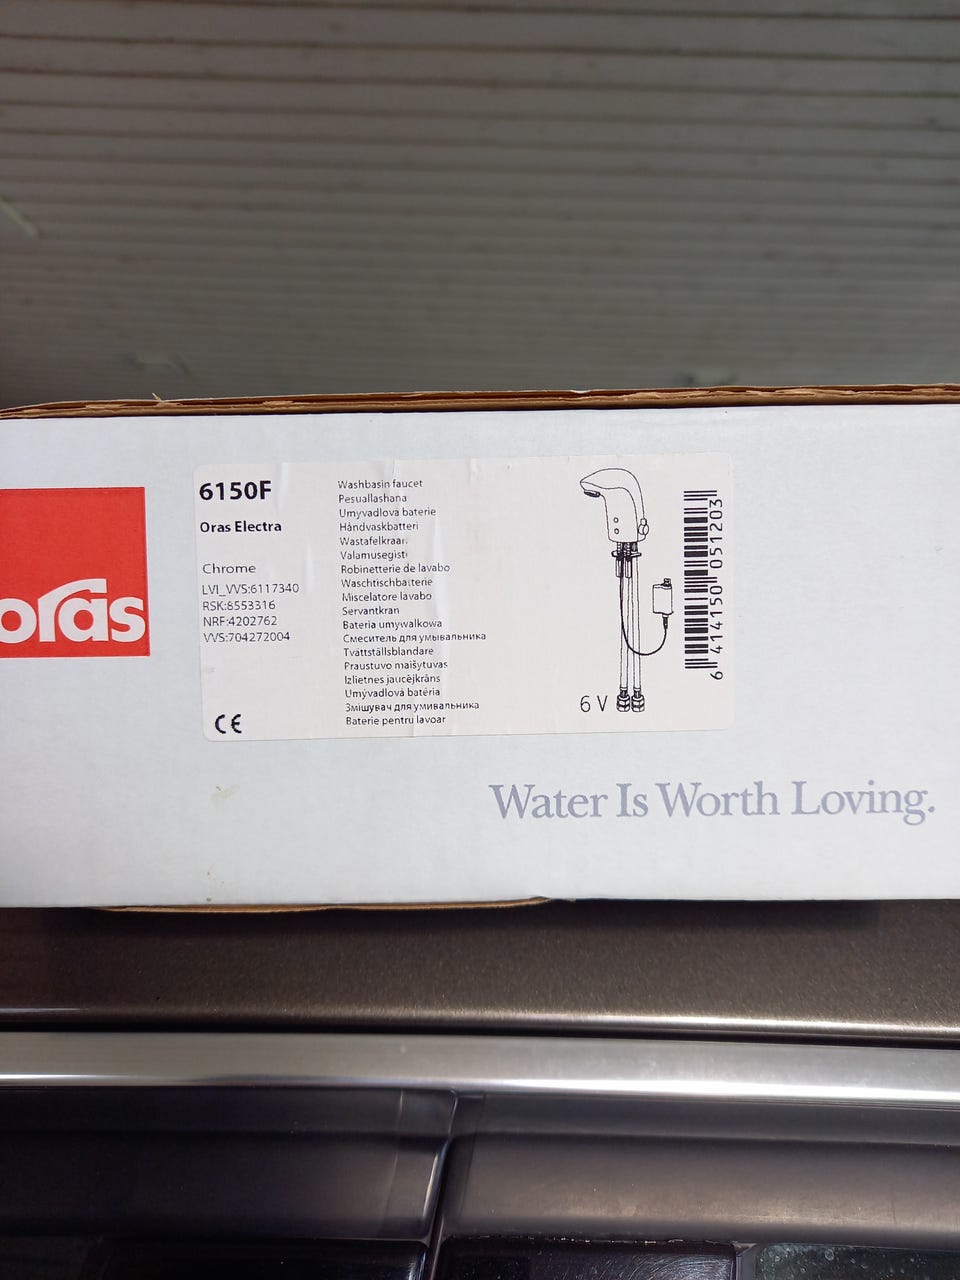 oras
6150F
Oras Electra
Chrome
LVI_VVS:6117340
RSK:8553316
NRF:4202762
VVS:704272004
CE
Washbasin faucet
Pesuallashana
Umyvadlová baterie
Håndvaskbatteri
Wastafelkraan
Valamusegisti
Robinetterie de lavabo
Waschtischbatterie
Miscelatore lavabo
Servantkran
Bateria umywalkowa
Смеситель для умывальника
Tvättställsblandare
Praustuvo maišytuvas
Izlietnes jaucējkrāns
Umývadlová batéria
Змішувач для умивальника
Baterie pentru lavoar
6 V
6 414150 051203
Water Is Worth Loving.